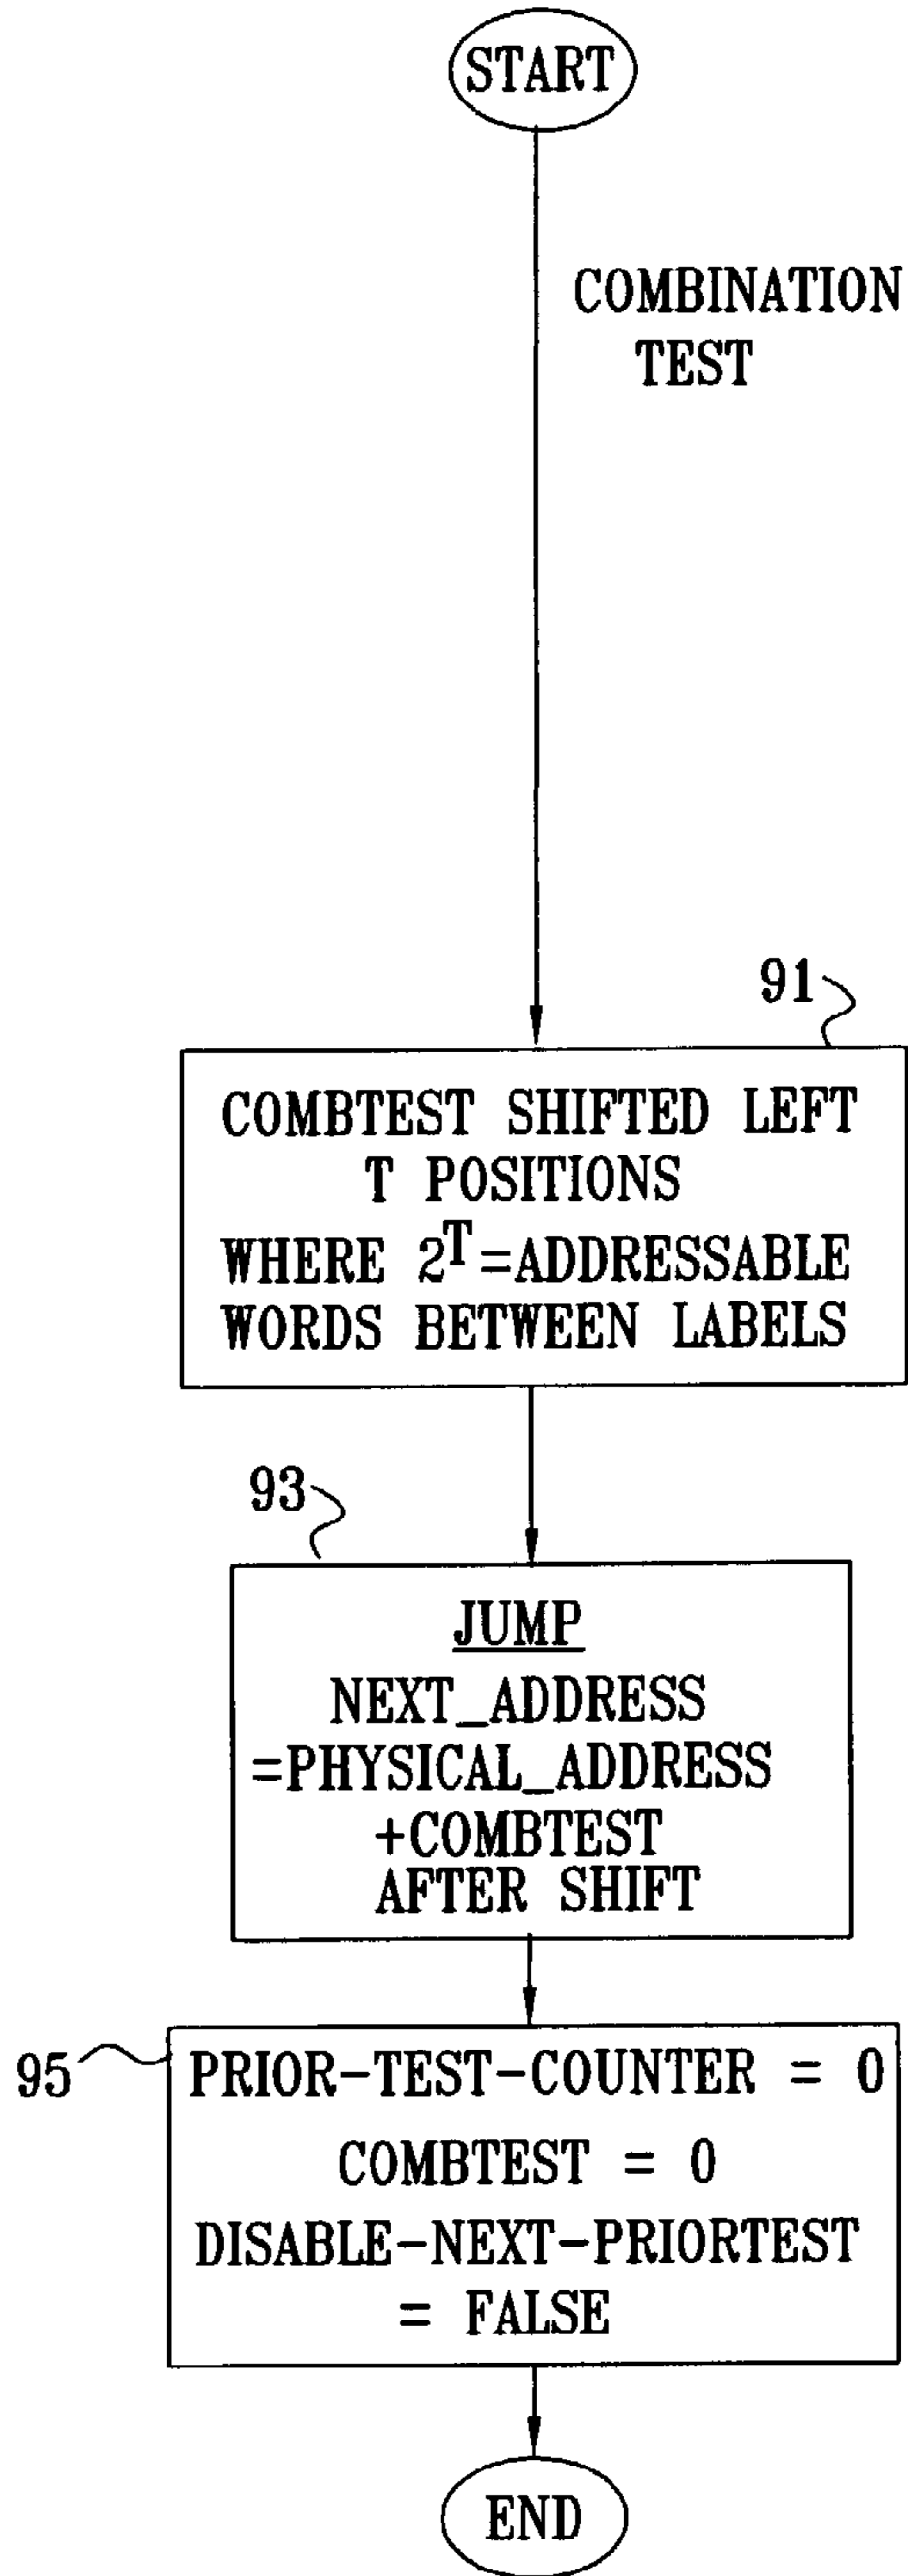 START
COMBINATION
TEST
91
COMBTEST SHIFTED LEFT
T POSITIONS
WHERE 2^T=ADDRESSABLE
WORDS BETWEEN LABELS
93
JUMP
NEXT_ADDRESS
=PHYSICAL_ADDRESS
+COMBTEST
AFTER SHIFT
95
PRIOR-TEST-COUNTER = 0
COMBTEST = 0
DISABLE-NEXT-PRIORTEST
= FALSE
END